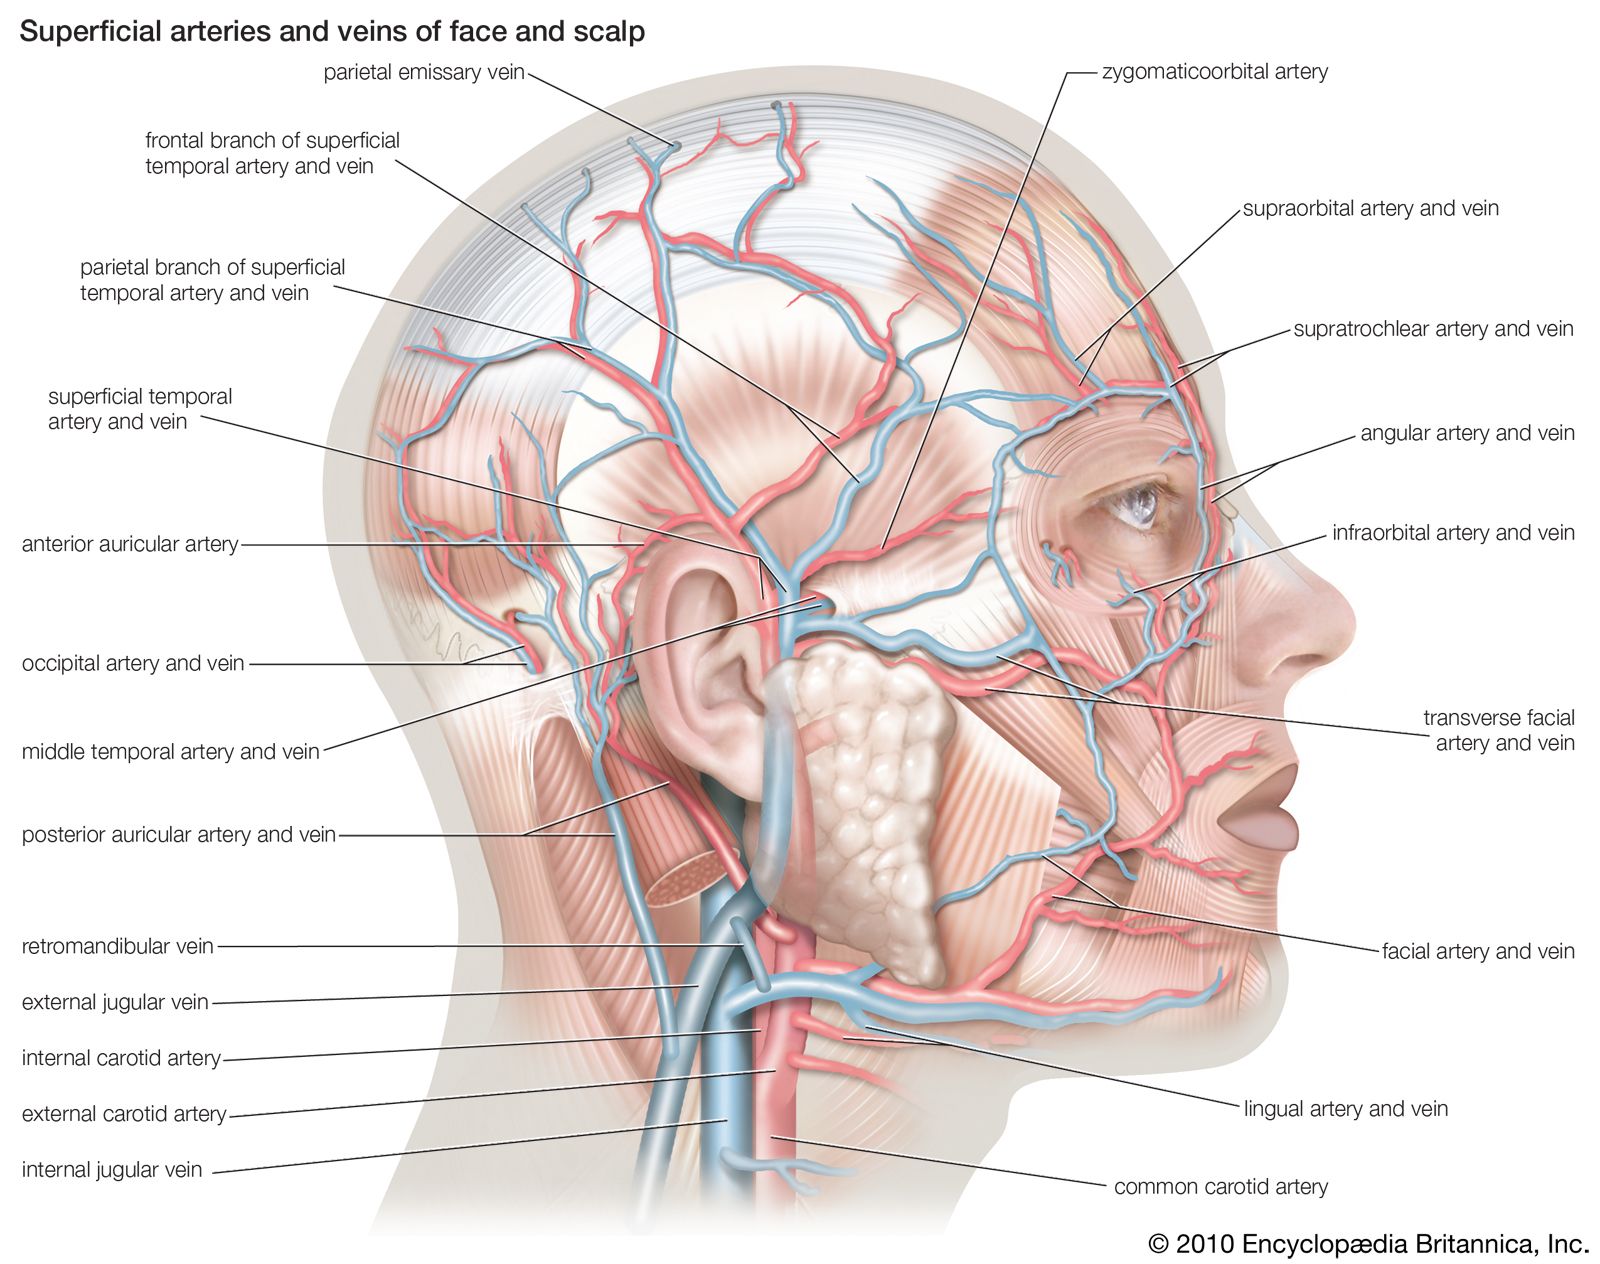 Superficial arteries and veins of face and scalp
parietal emissary vein
frontal branch of superficial
temporal artery and vein
parietal branch of superficial
temporal artery and vein
superficial temporal
artery and vein
anterior auricular artery
occipital artery and vein
middle temporal artery and vein
posterior auricular artery and vein
retromandibular vein
external jugular vein
internal carotid artery
external carotid artery
internal jugular vein
zygomaticoorbital artery
supraorbital artery and vein
supratrochlear artery and vein
angular artery and vein
infraorbital artery and vein
transverse facial
artery and vein
facial artery and vein
lingual artery and vein
common carotid artery
© 2010 Encyclopædia Britannica, Inc.